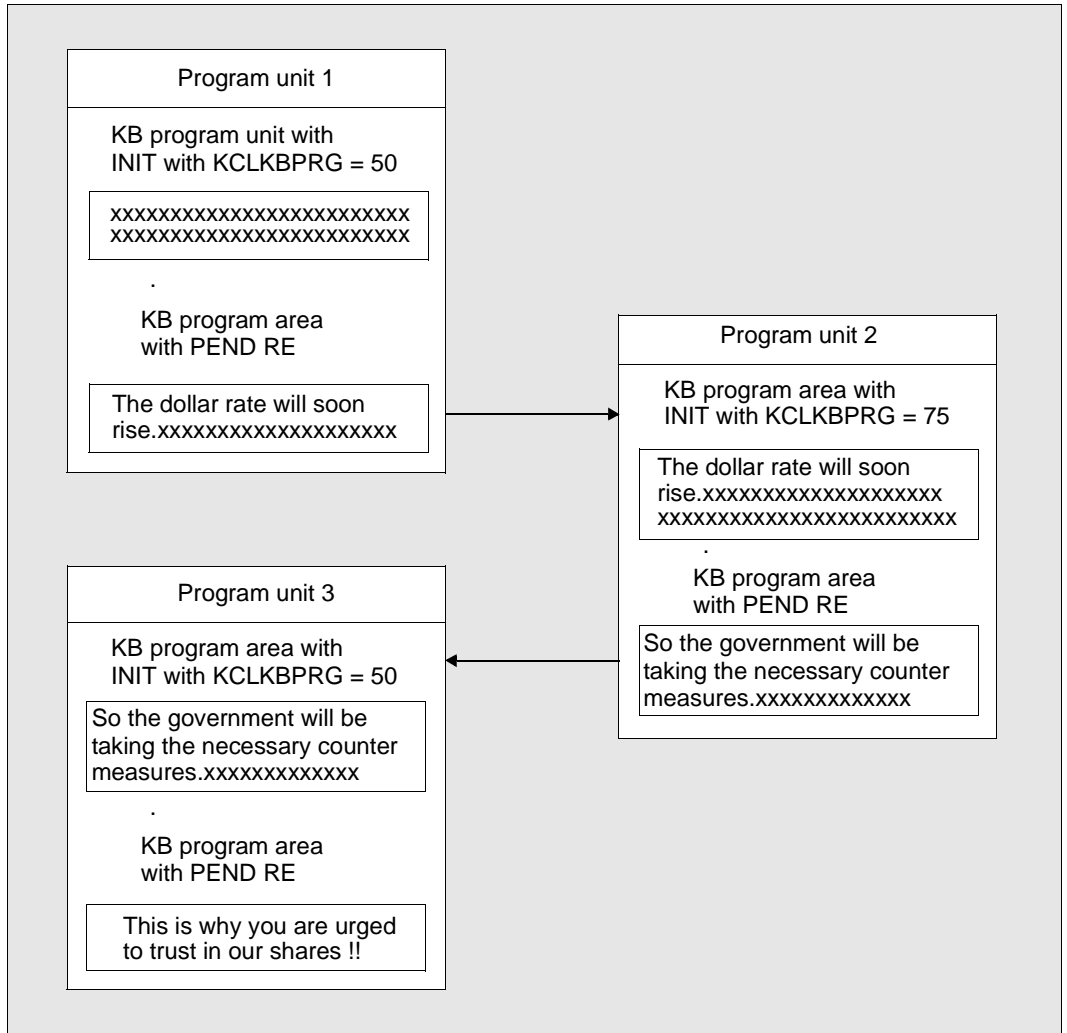 Program unit 1
KB program unit with
INIT with KCLKBPRG = 50
xxxxxxxxxxxxxxxxxxxxxxxxx
xxxxxxxxxxxxxxxxxxxxxxxxx
.
KB program area
with PEND RE
The dollar rate will soon
rise.xxxxxxxxxxxxxxxxxxxx
Program unit 2
KB program area with
INIT with KCLKBPRG = 75
The dollar rate will soon
rise.xxxxxxxxxxxxxxxxxxxx
xxxxxxxxxxxxxxxxxxxxxxxxx
.
KB program area
with PEND RE
So the government will be
taking the necessary counter
measures.xxxxxxxxxxxxx
Program unit 3
KB program area with
INIT with KCLKBPRG = 50
So the government will be
taking the necessary counter
measures.xxxxxxxxxxxxx
.
KB program area
with PEND RE
This is why you are urged
to trust in our shares !!